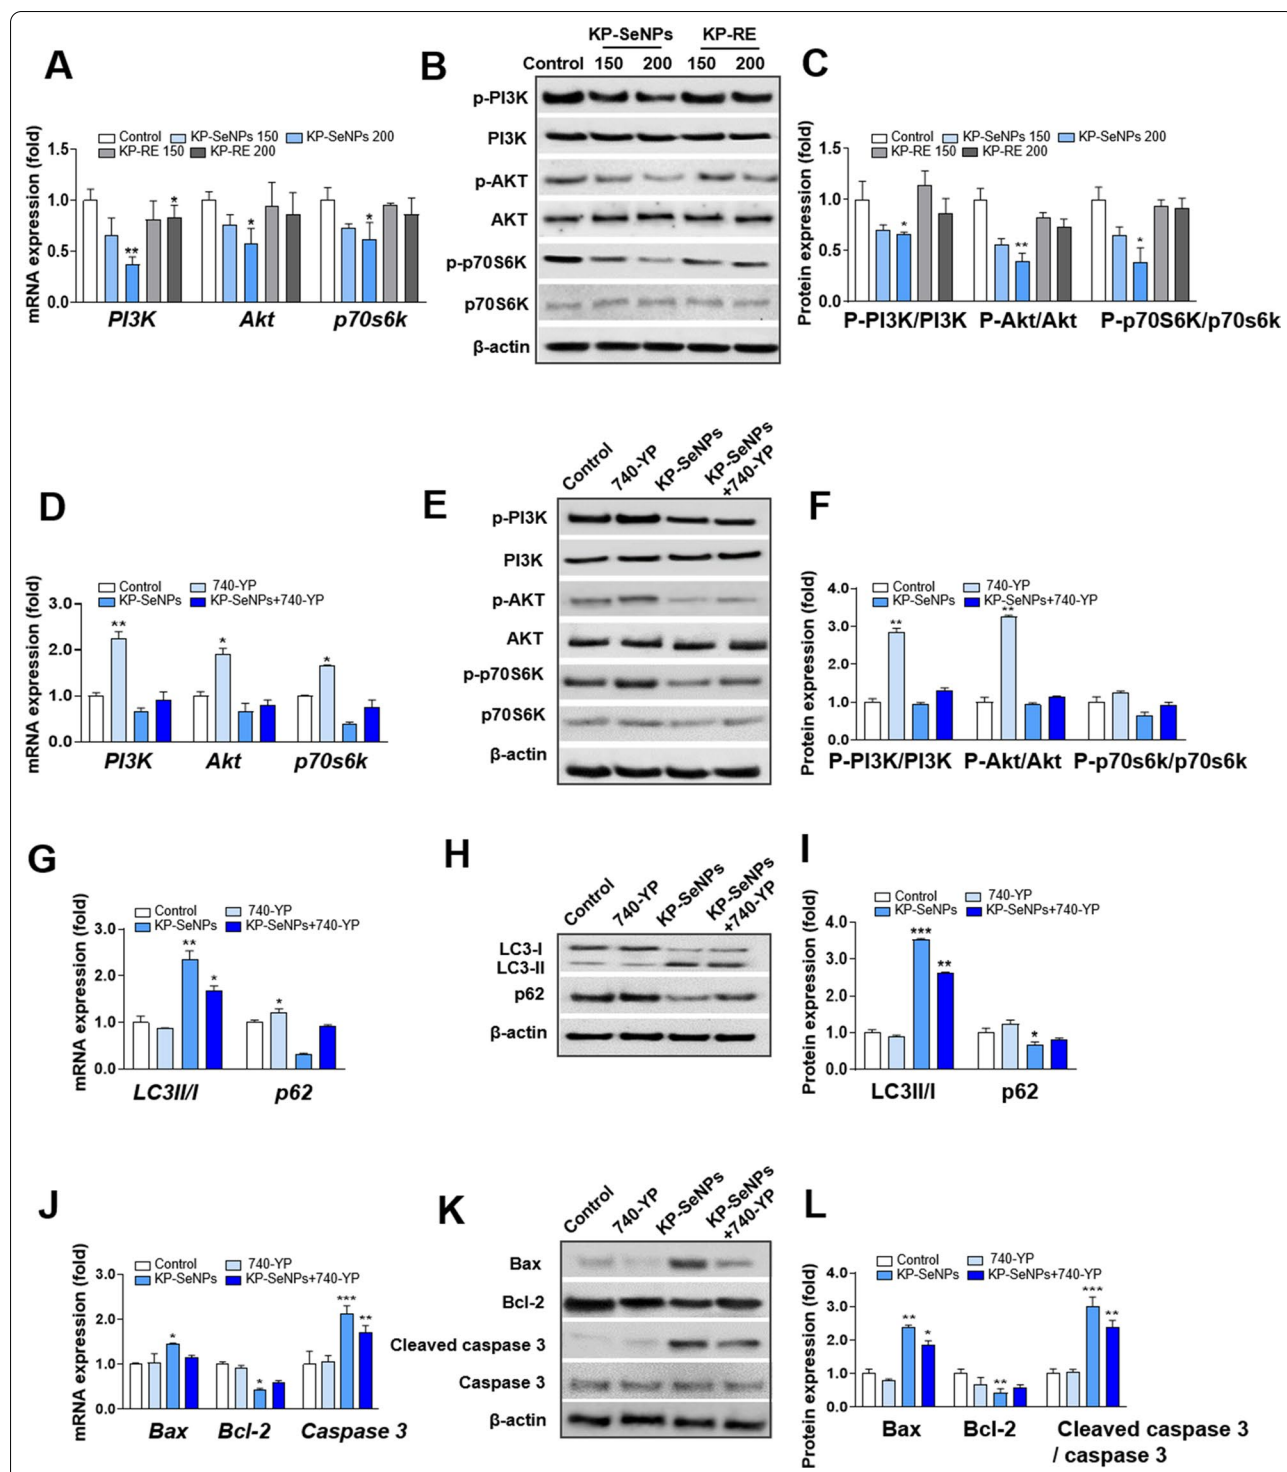 A
mRNA expression (fold)
Control KP-SeNPs 150 KP-SeNPs 200
KP-RE 150 KP-RE 200
1.5
1.0
0.5
0.0
** * * *
PI3K Akt p70s6k
B
KP-SeNPs KP-RE
Control 150 200 150 200
p-PI3K
PI3K
p-AKT
AKT
p-p70S6K
p70S6K
β-actin
C
Protein expression (fold)
Control KP-SeNPs 150 KP-SeNPs 200
KP-RE 150 KP-RE 200
1.5
1.0
0.5
0.0
* ** *
P-PI3K/PI3K P-Akt/Akt P-p70S6K/p70s6k
D
mRNA expression (fold)
Control 740-YP
KP-SeNPs KP-SeNPs+740-YP
3.0
2.0
1.0
0.0
** * *
PI3K Akt p70s6k
E
Control 740-YP KP-SeNPs KP-SeNPs
+740-YP
p-PI3K
PI3K
p-AKT
AKT
p-p70S6K
p70S6K
β-actin
F
Protein expression (fold)
Control 740-YP
KP-SeNPs KP-SeNPs+740-YP
4.0
3.0
2.0
1.0
0.0
** **
P-PI3K/PI3K P-Akt/Akt P-p70s6k/p70s6k
G
mRNA expression (fold)
Control 740-YP
KP-SeNPs KP-SeNPs+740-YP
3.0
2.0
1.0
0.0
** * *
LC3II/I p62
H
Control 740-YP KP-SeNPs KP-SeNPs
+740-YP
LC3-I
LC3-II
p62
β-actin
I
Protein expression (fold)
Control 740-YP
KP-SeNPs KP-SeNPs+740-YP
4.0
3.0
2.0
1.0
0.0
*** ** *
LC3II/I p62
J
mRNA expression (fold)
Control 740-YP
KP-SeNPs KP-SeNPs+740-YP
3.0
2.0
1.0
0.0
* * *** **
Bax Bcl-2 Caspase 3
K
Control 740-YP KP-SeNPs KP-SeNPs
+740-YP
Bax
Bcl-2
Cleaved caspase 3
Caspase 3
β-actin
L
Protein expression (fold)
Control 740-YP
KP-SeNPs KP-SeNPs+740-YP
4.0
3.0
2.0
1.0
0.0
** * ** *** **
Bax Bcl-2 Cleaved caspase 3
/ caspase 3